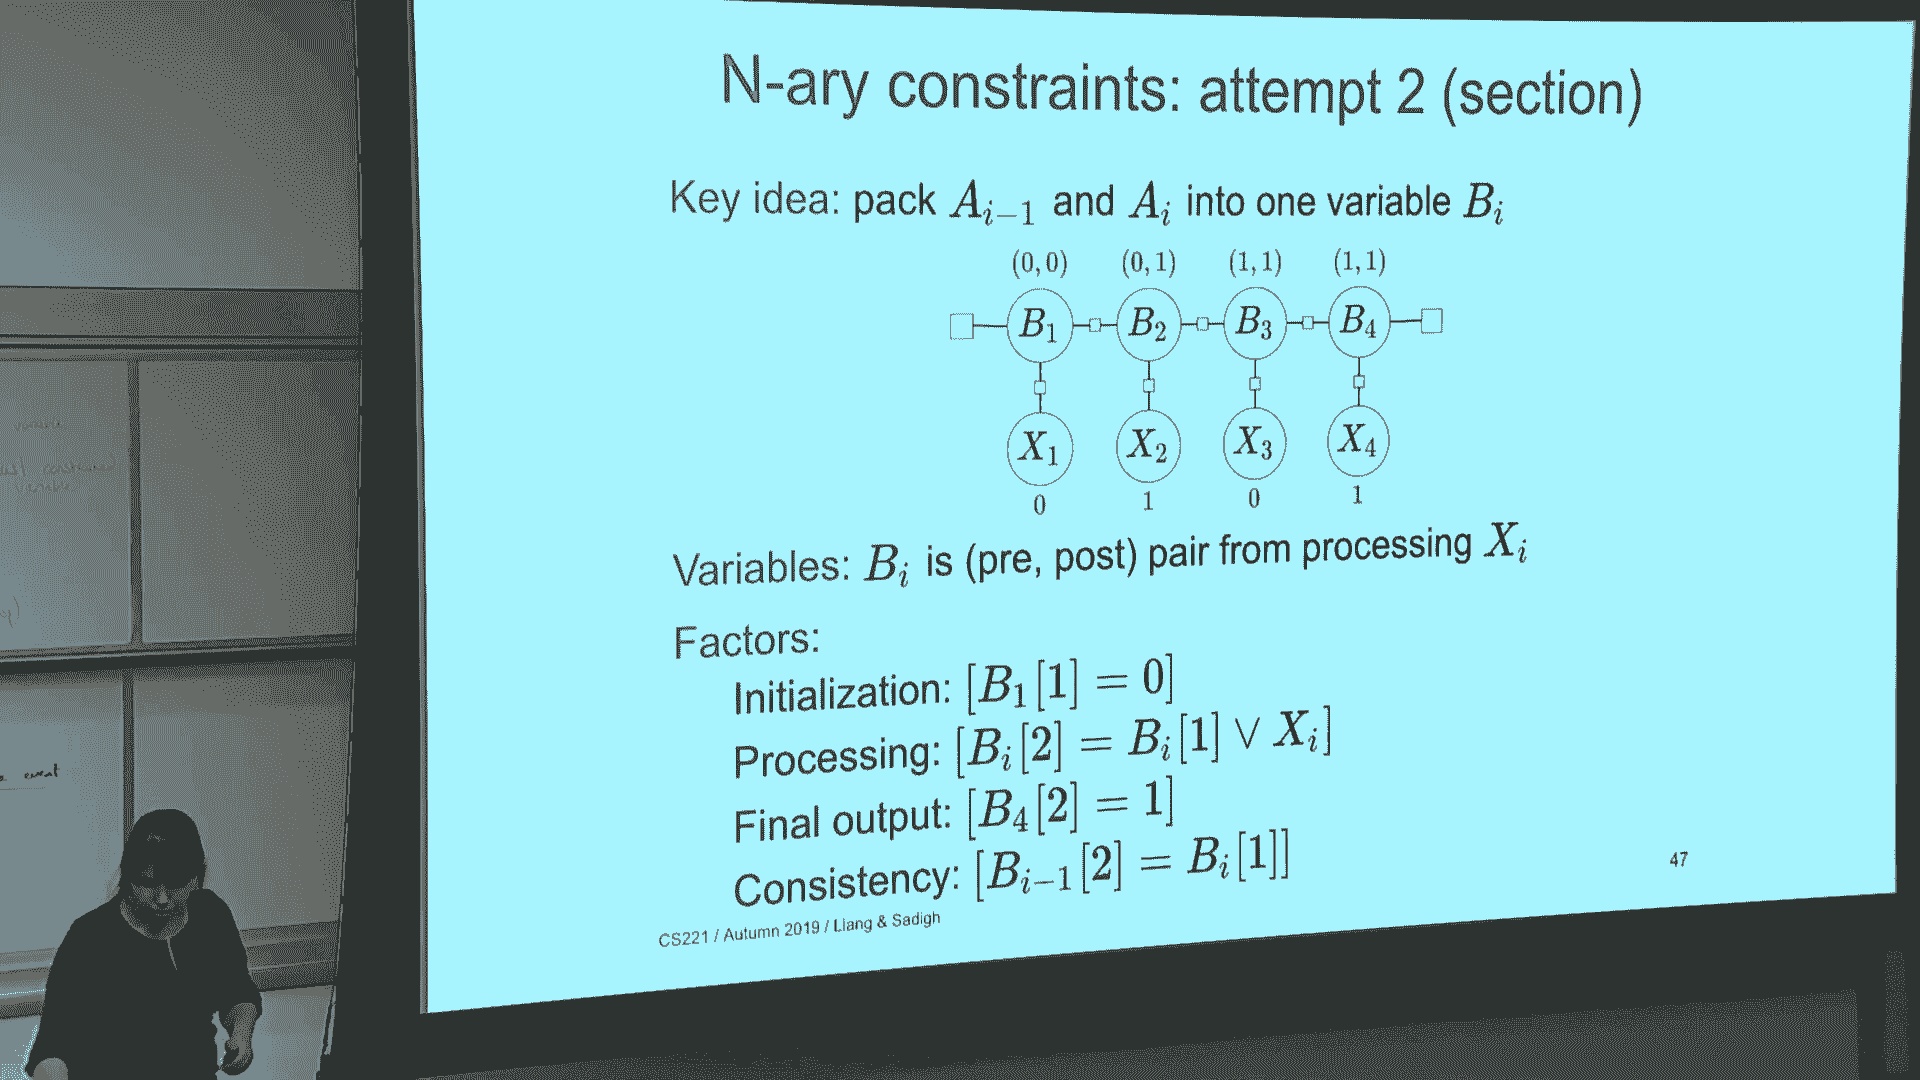 N-ary constraints: attempt 2 (section)
Key idea: pack A_{i−1} and A_i into one variable B_i
(0, 0) (0, 1) (1, 1) (1, 1)
B_1 B_2 B_3 B_4
X_1 X_2 X_3 X_4
0 1 0 1
Variables: B_i is (pre, post) pair from processing X_i
Factors:
Initialization: [B_1[1] = 0]
Processing: [B_i[2] = B_i[1] ∨ X_i]
Final output: [B_4[2] = 1]
Consistency: [B_{i−1}[2] = B_i[1]]
47
CS221 / Autumn 2019 / Liang & Sadigh
event